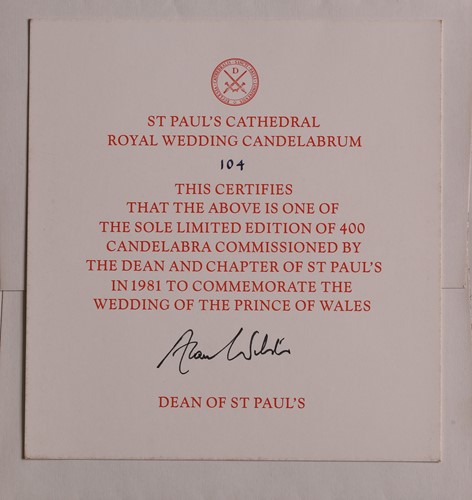 D
ST PAUL'S CATHEDRAL
ROYAL WEDDING CANDELABRUM
104
THIS CERTIFIES
THAT THE ABOVE IS ONE OF
THE SOLE LIMITED EDITION OF 400
CANDELABRA COMMISSIONED BY
THE DEAN AND CHAPTER OF ST PAUL'S
IN 1981 TO COMMEMORATE THE
WEDDING OF THE PRINCE OF WALES
Alan Webster
DEAN OF ST PAUL'S